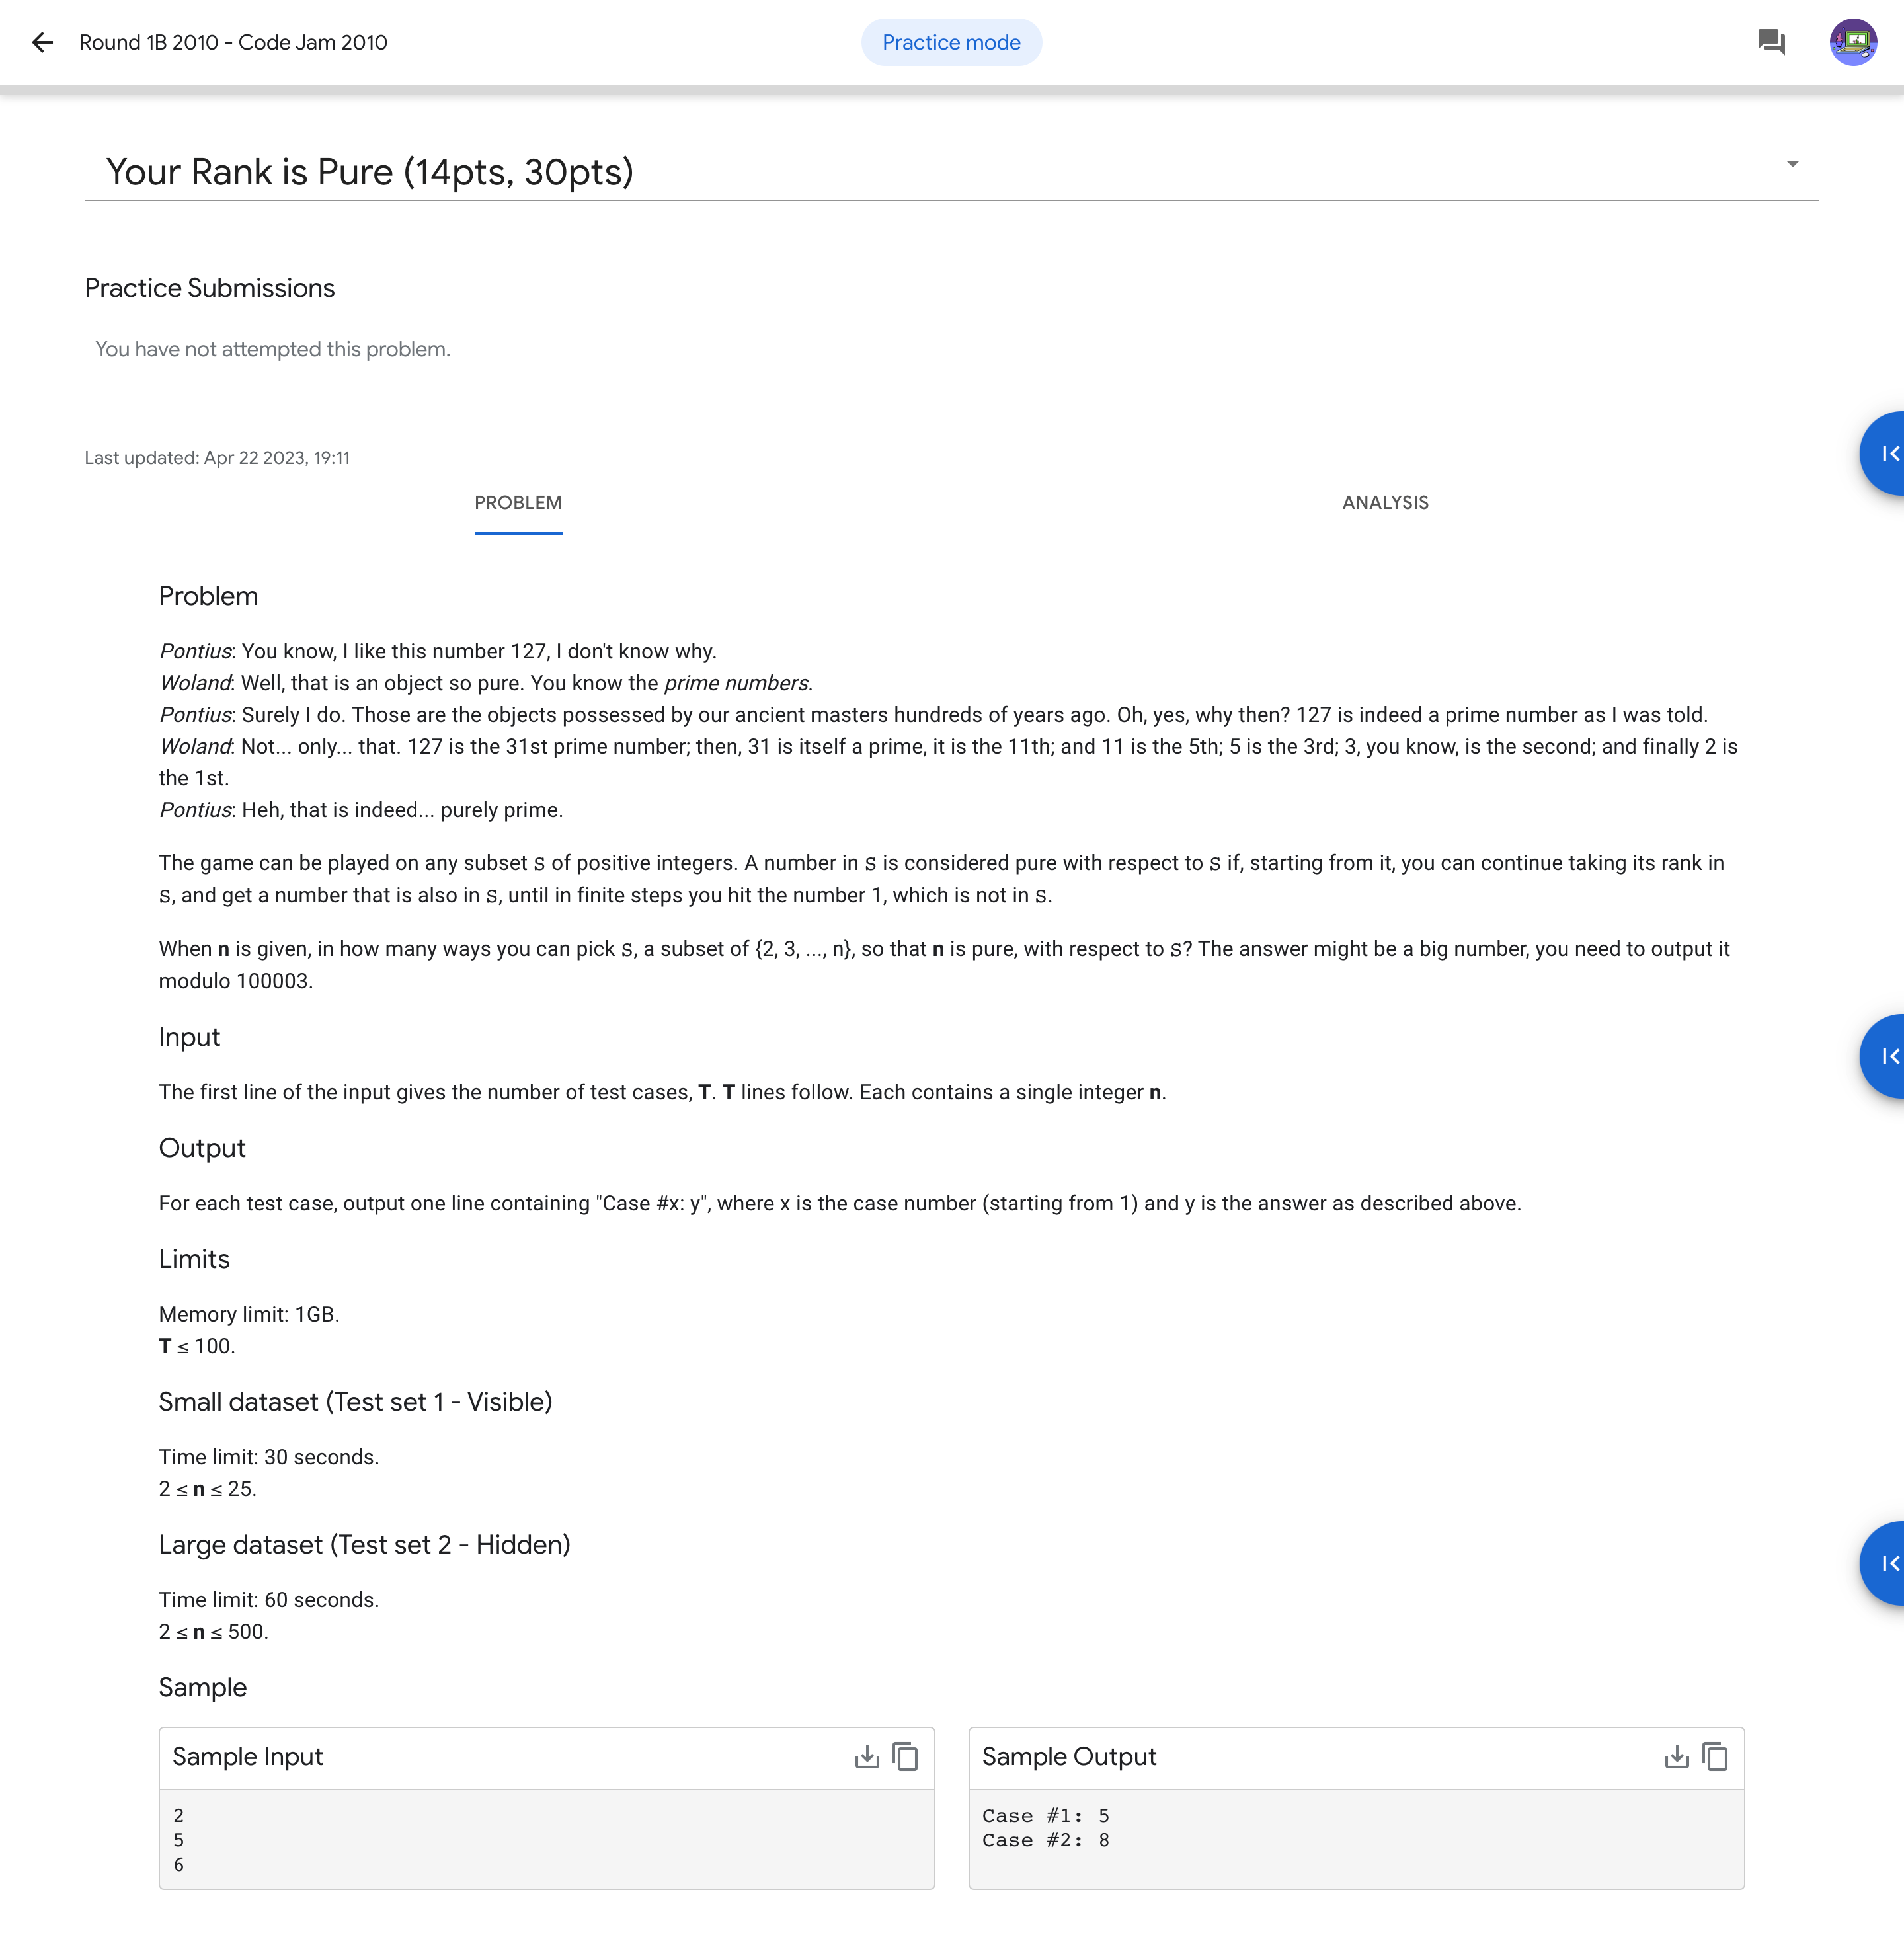 Round 1B 2010 - Code Jam 2010
Practice mode
Your Rank is Pure (14pts, 30pts)
Practice Submissions
You have not attempted this problem.
Last updated: Apr 22 2023, 19:11
PROBLEM
ANALYSIS
Problem
Pontius: You know, I like this number 127, I don't know why.
Woland: Well, that is an object so pure. You know the prime numbers.
Pontius: Surely I do. Those are the objects possessed by our ancient masters hundreds of years ago. Oh, yes, why then? 127 is indeed a prime number as I was told.
Woland: Not... only... that. 127 is the 31st prime number; then, 31 is itself a prime, it is the 11th; and 11 is the 5th; 5 is the 3rd; 3, you know, is the second; and finally 2 is
the 1st.
Pontius: Heh, that is indeed... purely prime.
The game can be played on any subset S of positive integers. A number in S is considered pure with respect to S if, starting from it, you can continue taking its rank in
S, and get a number that is also in S, until in finite steps you hit the number 1, which is not in S.
When n is given, in how many ways you can pick S, a subset of {2, 3, ..., n}, so that n is pure, with respect to S? The answer might be a big number, you need to output it
modulo 100003.
Input
The first line of the input gives the number of test cases, T. T lines follow. Each contains a single integer n.
Output
For each test case, output one line containing "Case #x: y", where x is the case number (starting from 1) and y is the answer as described above.
Limits
Memory limit: 1GB.
T ≤ 100.
Small dataset (Test set 1 - Visible)
Time limit: 30 seconds.
2 ≤ n ≤ 25.
Large dataset (Test set 2 - Hidden)
Time limit: 60 seconds.
2 ≤ n ≤ 500.
Sample
Sample Input
2
5
6
Sample Output
Case #1: 5
Case #2: 8